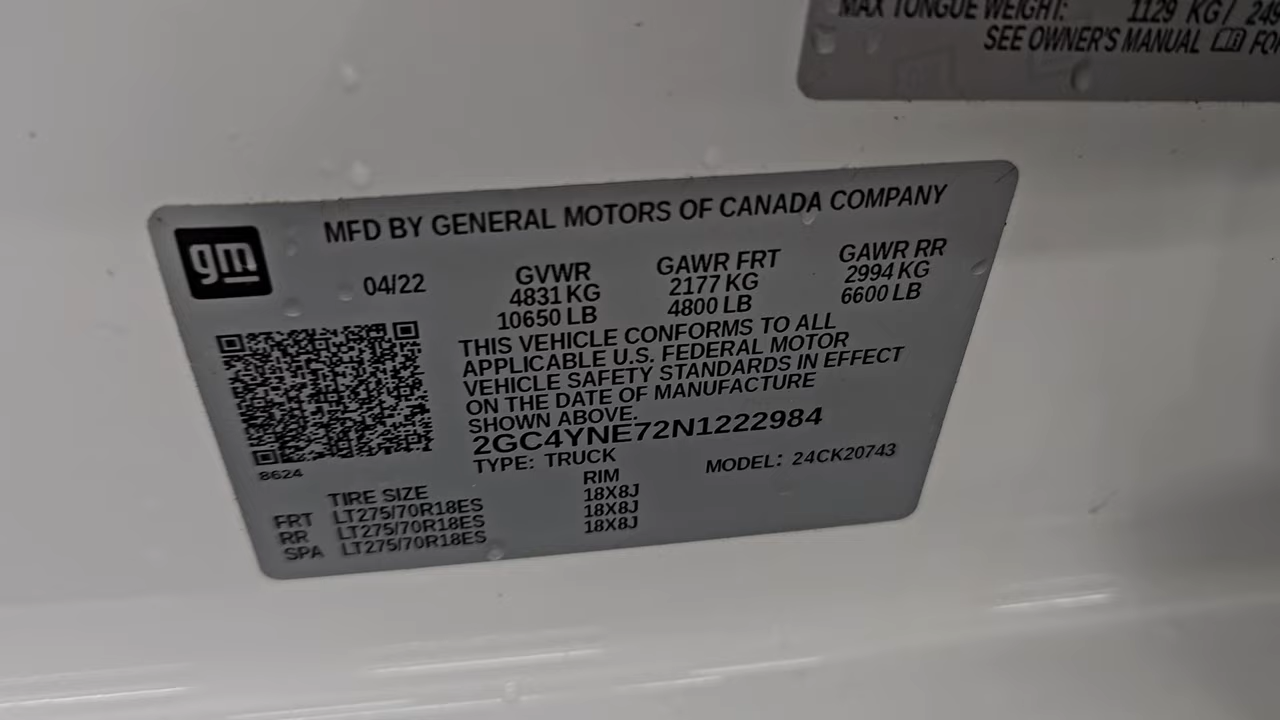 MAX TONGUE WEIGHT: 1129 KG / 249
SEE OWNER'S MANUAL FO
gm
MFD BY GENERAL MOTORS OF CANADA COMPANY
04/22
GVWR GAWR FRT GAWR RR
4831 KG 2177 KG 2994 KG
10650 LB 4800 LB 6600 LB
THIS VEHICLE CONFORMS TO ALL
APPLICABLE U.S. FEDERAL MOTOR
VEHICLE SAFETY STANDARDS IN EFFECT
ON THE DATE OF MANUFACTURE
SHOWN ABOVE.
2GC4YNE72N1222984
8624
TYPE: TRUCK MODEL: 24CK20743
TIRE SIZE RIM
FRT LT275/70R18ES 18X8J
RR LT275/70R18ES 18X8J
SPA LT275/70R18ES 18X8J